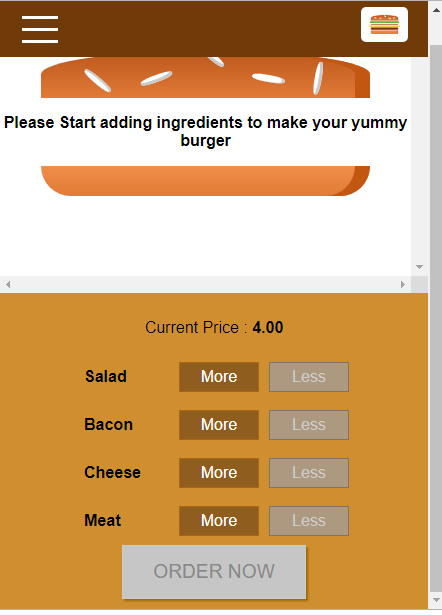 Please Start adding ingredients to make your yummy
burger
Current Price : 4.00
Salad More Less
Bacon More Less
Cheese More Less
Meat More Less
ORDER NOW